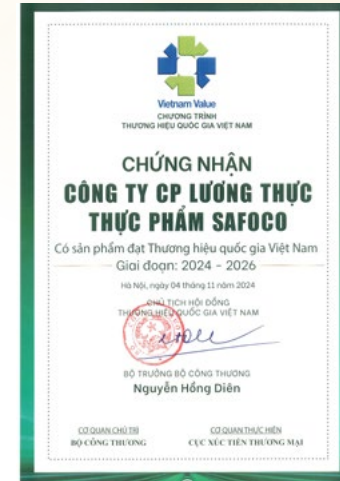 Vietnam Value
CHƯƠNG TRÌNH
THƯƠNG HIỆU QUỐC GIA VIỆT NAM
CHỨNG NHẬN
CÔNG TY CP LƯƠNG THỰC
THỰC PHẨM SAFOCO
Có sản phẩm đạt Thương hiệu quốc gia Việt Nam
Giai đoạn: 2024 - 2026
Hà Nội, ngày 04 tháng 11 năm 2024
CHỦ TỊCH HỘI ĐỒNG
THƯƠNG HIỆU QUỐC GIA VIỆT NAM
BỘ TRƯỞNG BỘ CÔNG THƯƠNG
Nguyễn Hồng Diên
CƠ QUAN CHỦ TRÌ CƠ QUAN THỰC HIỆN
BỘ CÔNG THƯƠNG CỤC XÚC TIẾN THƯƠNG MẠI